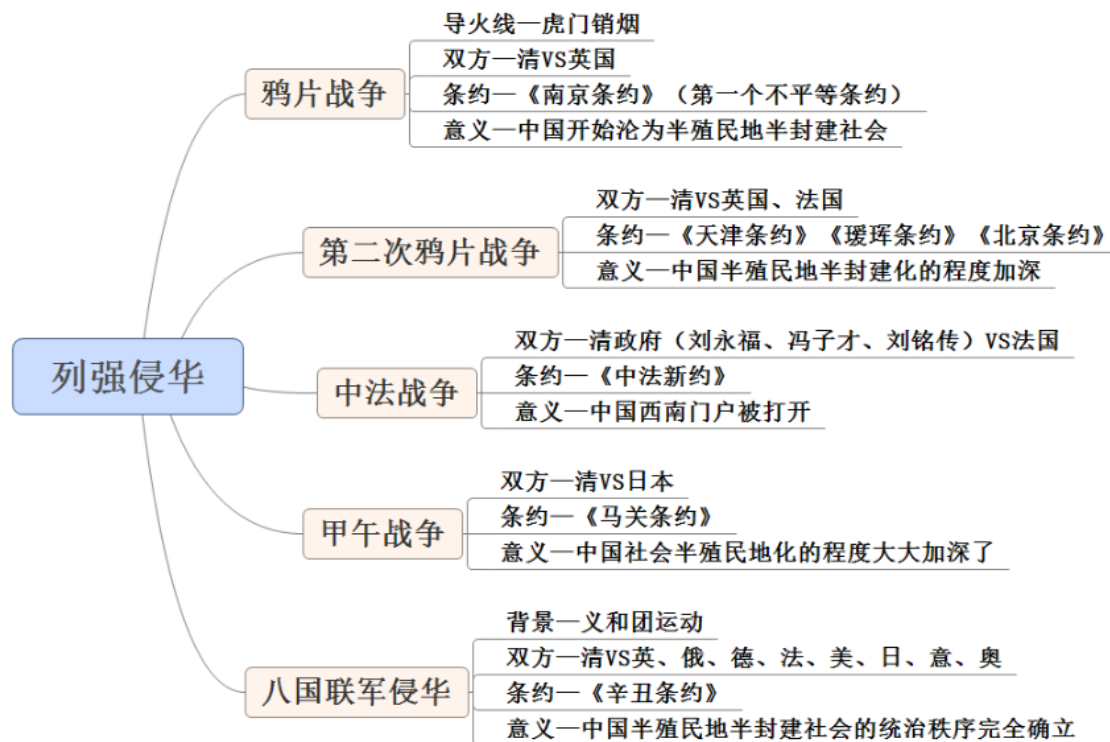 列强侵华
鸦片战争
导火线—虎门销烟
双方—清VS英国
条约—《南京条约》（第一个不平等条约）
意义—中国开始沦为半殖民地半封建社会
第二次鸦片战争
双方—清VS英国、法国
条约—《天津条约》《瑷珲条约》《北京条约》
意义—中国半殖民地半封建化的程度加深
中法战争
双方—清政府（刘永福、冯子才、刘铭传）VS法国
条约—《中法新约》
意义—中国西南门户被打开
甲午战争
双方—清VS日本
条约—《马关条约》
意义—中国社会半殖民地化的程度大大加深了
八国联军侵华
背景—义和团运动
双方—清VS英、俄、德、法、美、日、意、奥
条约—《辛丑条约》
意义—中国半殖民地半封建社会的统治秩序完全确立